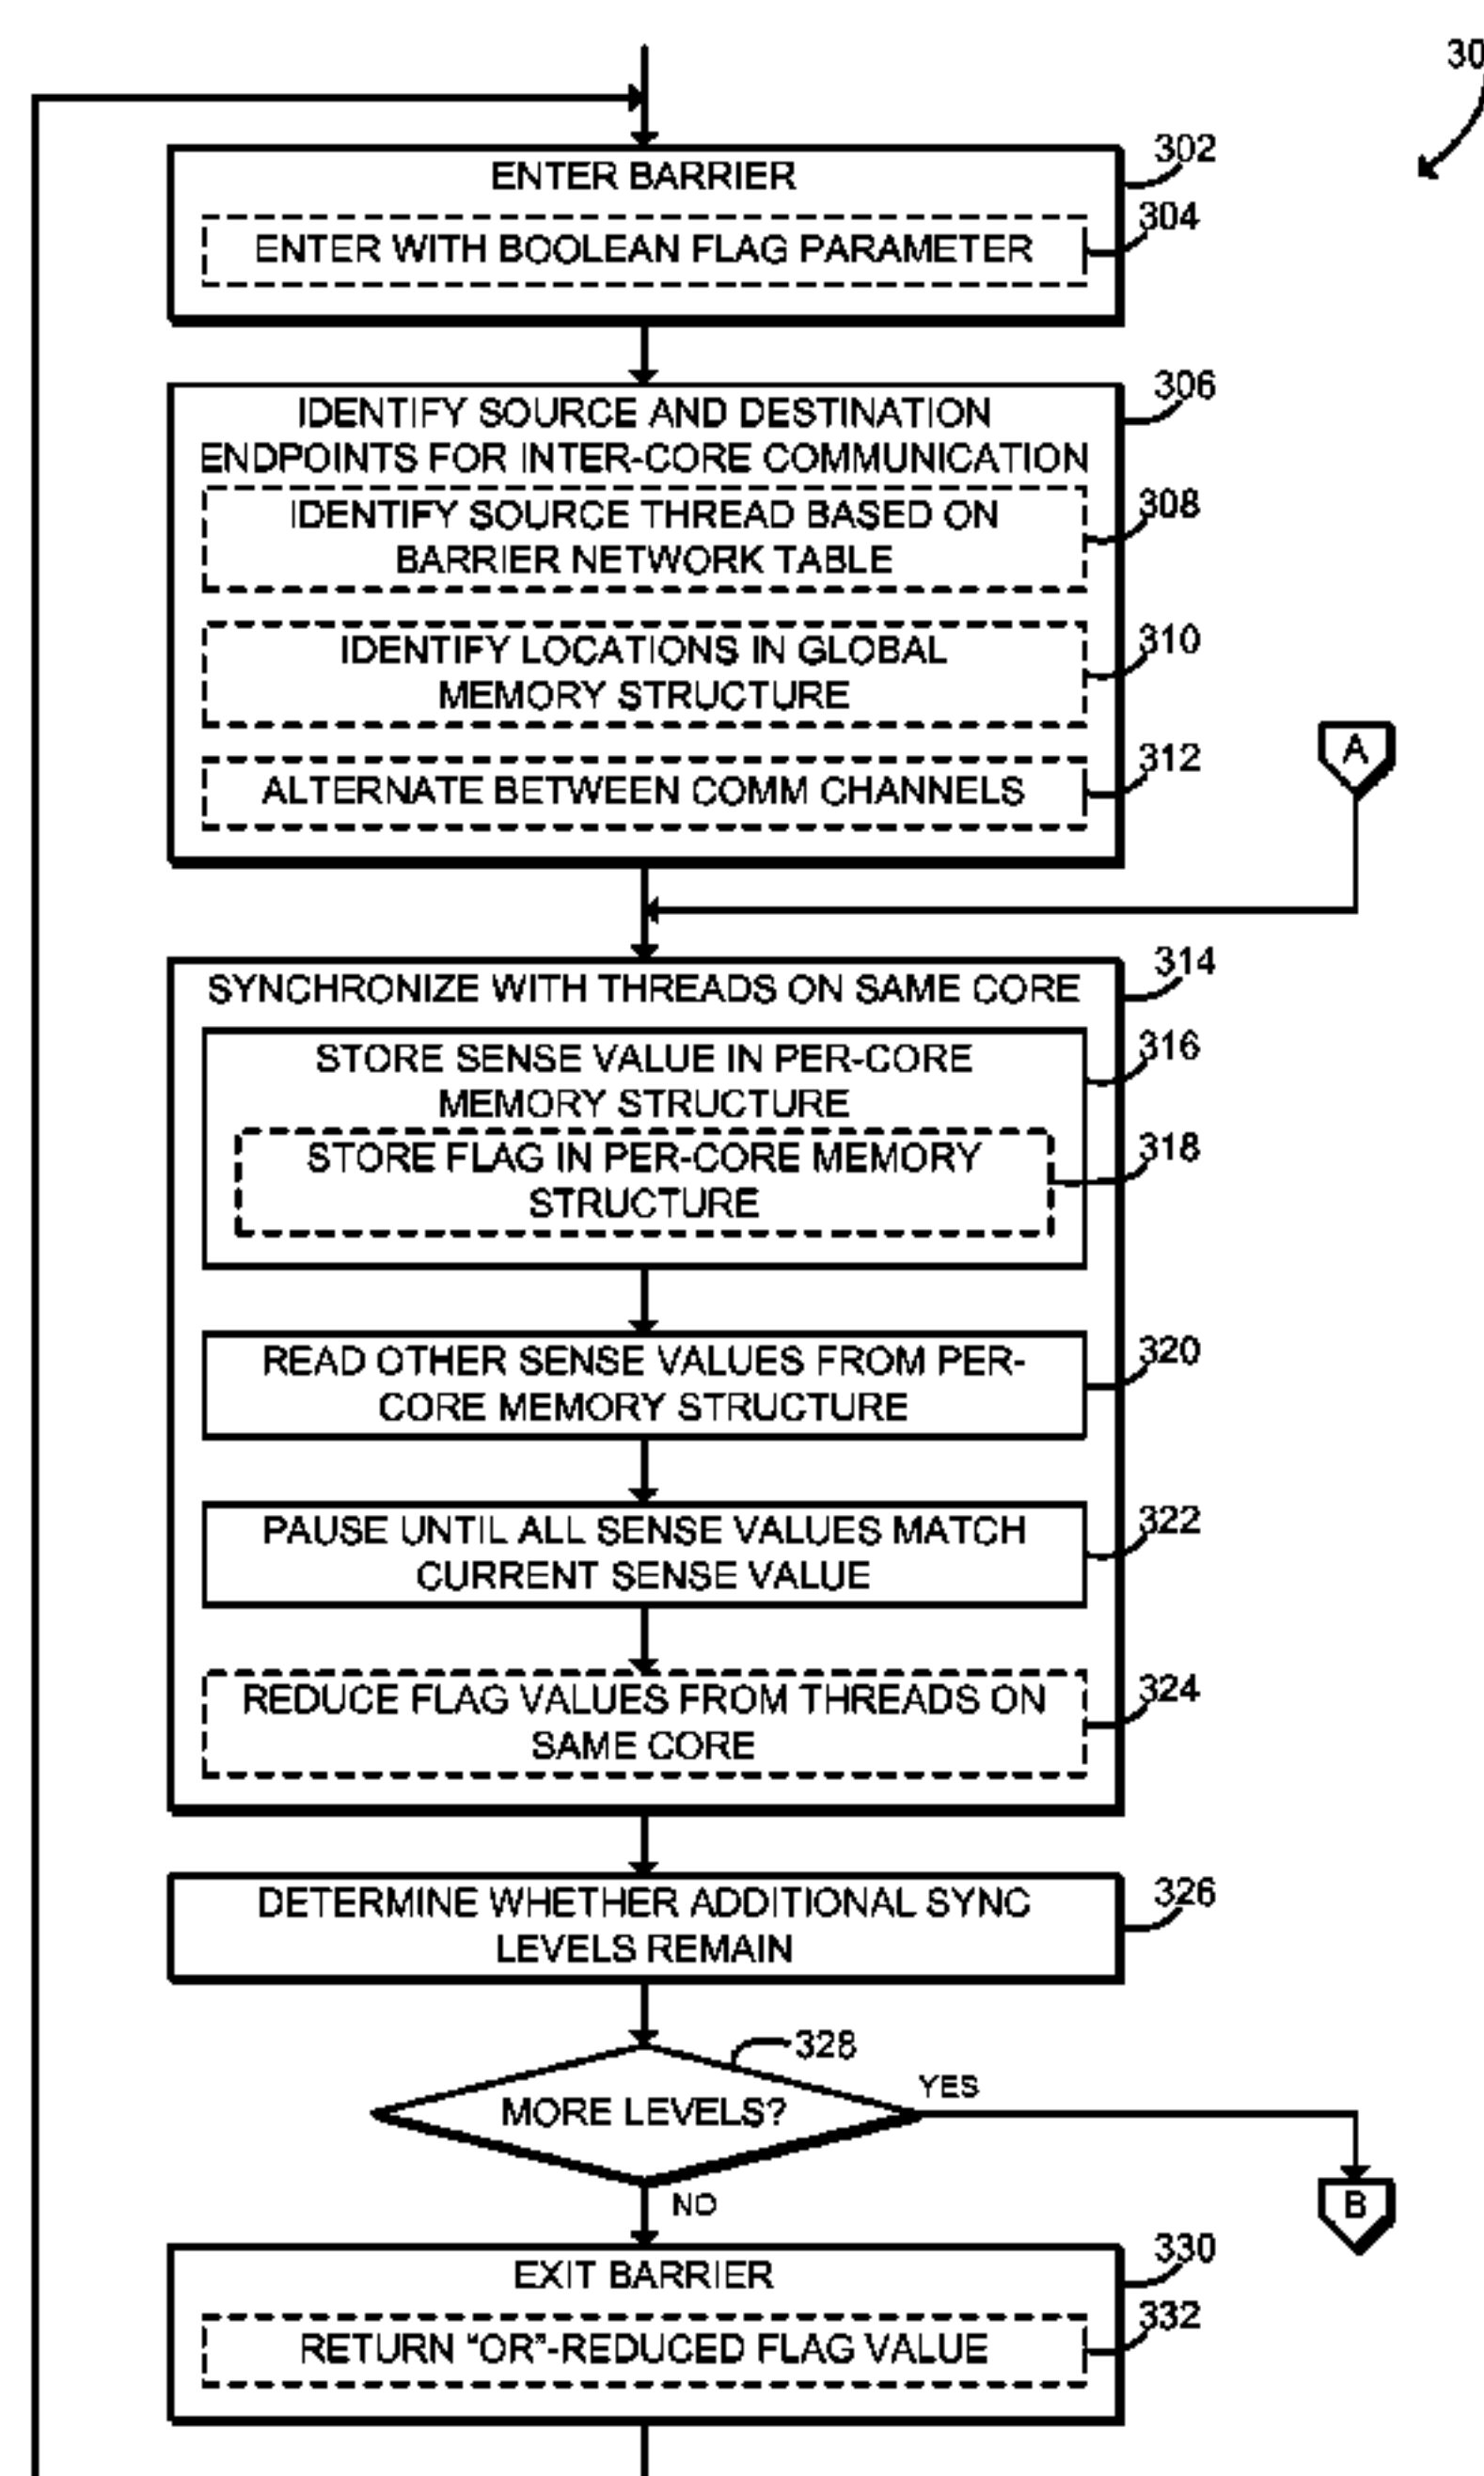 30
ENTER BARRIER
302
ENTER WITH BOOLEAN FLAG PARAMETER
304
IDENTIFY SOURCE AND DESTINATION
ENDPOINTS FOR INTER-CORE COMMUNICATION
306
IDENTIFY SOURCE THREAD BASED ON
BARRIER NETWORK TABLE
308
IDENTIFY LOCATIONS IN GLOBAL
MEMORY STRUCTURE
310
ALTERNATE BETWEEN COMM CHANNELS
312
A
SYNCHRONIZE WITH THREADS ON SAME CORE
314
STORE SENSE VALUE IN PER-CORE
MEMORY STRUCTURE
316
STORE FLAG IN PER-CORE MEMORY
STRUCTURE
318
READ OTHER SENSE VALUES FROM PER-
CORE MEMORY STRUCTURE
320
PAUSE UNTIL ALL SENSE VALUES MATCH
CURRENT SENSE VALUE
322
REDUCE FLAG VALUES FROM THREADS ON
SAME CORE
324
DETERMINE WHETHER ADDITIONAL SYNC
LEVELS REMAIN
326
328
MORE LEVELS?
YES
NO
B
EXIT BARRIER
330
RETURN "OR"-REDUCED FLAG VALUE
332